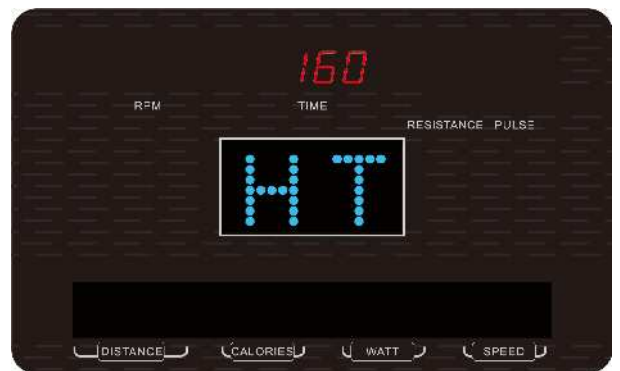 160
RPM TIME
RESISTANCE PULSE
HT
DISTANCE CALORIES WATT SPEED